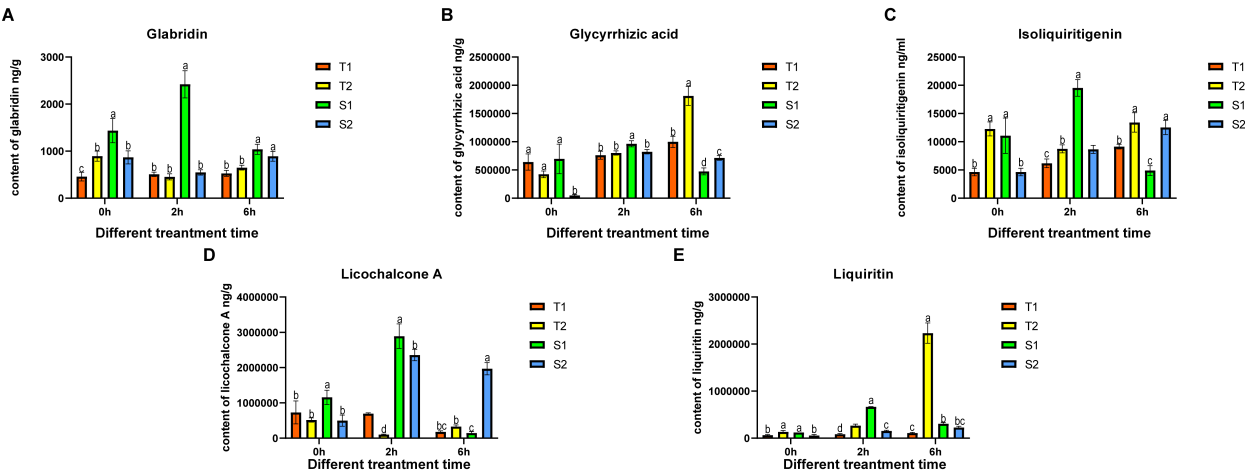 A
Glabridin
content of glabridin ng/g
3000
2000
1000
0
c b a b
b b a b
b b a a
0h 2h 6h
Different treantment time
T1
T2
S1
S2
B
Glycyrrhizic acid
content of glycyrrhizic acid ng/g
2500000
2000000
1500000
1000000
500000
0
a a a b
b b a b
b a d c
0h 2h 6h
Different treantment time
T1
T2
S1
S2
C
Isoliquiritigenin
content of isoliquiritigenin ng/ml
25000
20000
15000
10000
5000
0
b a a b
c b a
b a c a
0h 2h 6h
Different treantment time
T1
T2
S1
S2
D
Licochalcone A
content of licochalcone A ng/g
4000000
3000000
2000000
1000000
0
b b a b
d a b
bc b c a
0h 2h 6h
Different treantment time
T1
T2
S1
S2
E
Liquiritin
content of liquiritin ng/g
3000000
2000000
1000000
0
b a a b
d a c
c a b bc
0h 2h 6h
Different treantment time
T1
T2
S1
S2